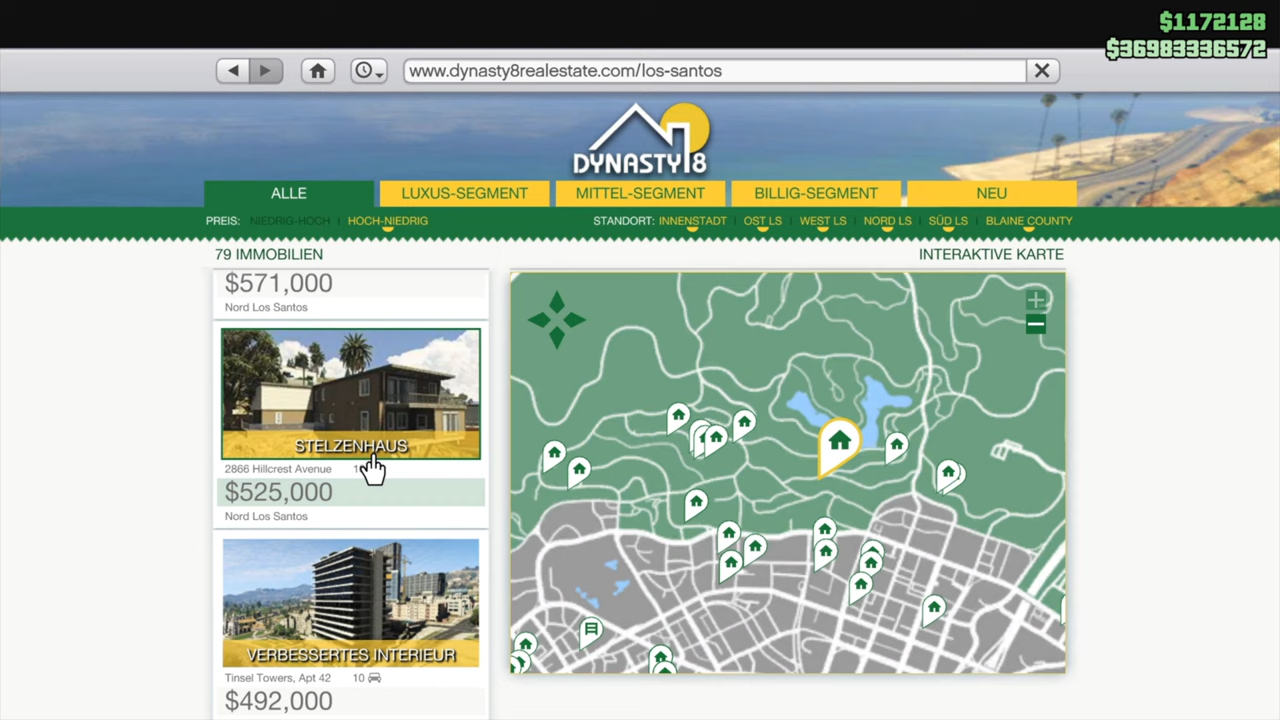 $1172128
$36983336572
www.dynasty8realestate.com/los-santos
DYNASTY 8
ALLE
LUXUS-SEGMENT
MITTEL-SEGMENT
BILLIG-SEGMENT
NEU
PREIS: NIEDRIG-HOCH | HOCH-NIEDRIG
STANDORT: INNENSTADT | OST LS | WEST LS | NORD LS | SÜD LS | BLAINE COUNTY
79 IMMOBILIEN
INTERAKTIVE KARTE
$571,000
Nord Los Santos
STELZENHAUS
2866 Hillcrest Avenue
$525,000
Nord Los Santos
VERBESSERTES INTERIEUR
Tinsel Towers, Apt 42 10
$492,000